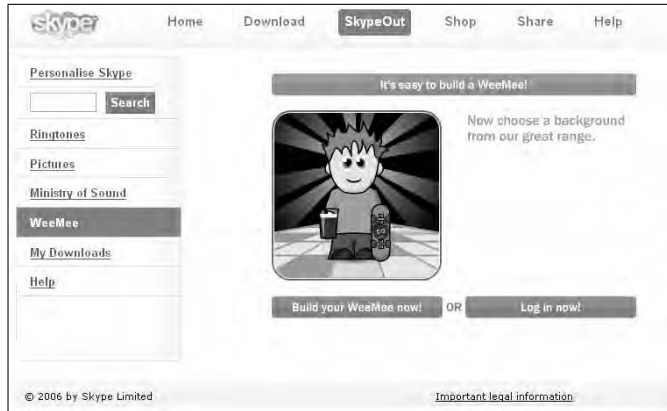 skype
Home Download SkypeOut Shop Share Help
Personalise Skype
Search
Ringtones
Pictures
Ministry of Sound
WeeMee
My Downloads
Help
It's easy to build a WeeMee!
Now choose a background
from our great range.
Build your WeeMee now! OR Log in now!
© 2006 by Skype Limited
Important legal information